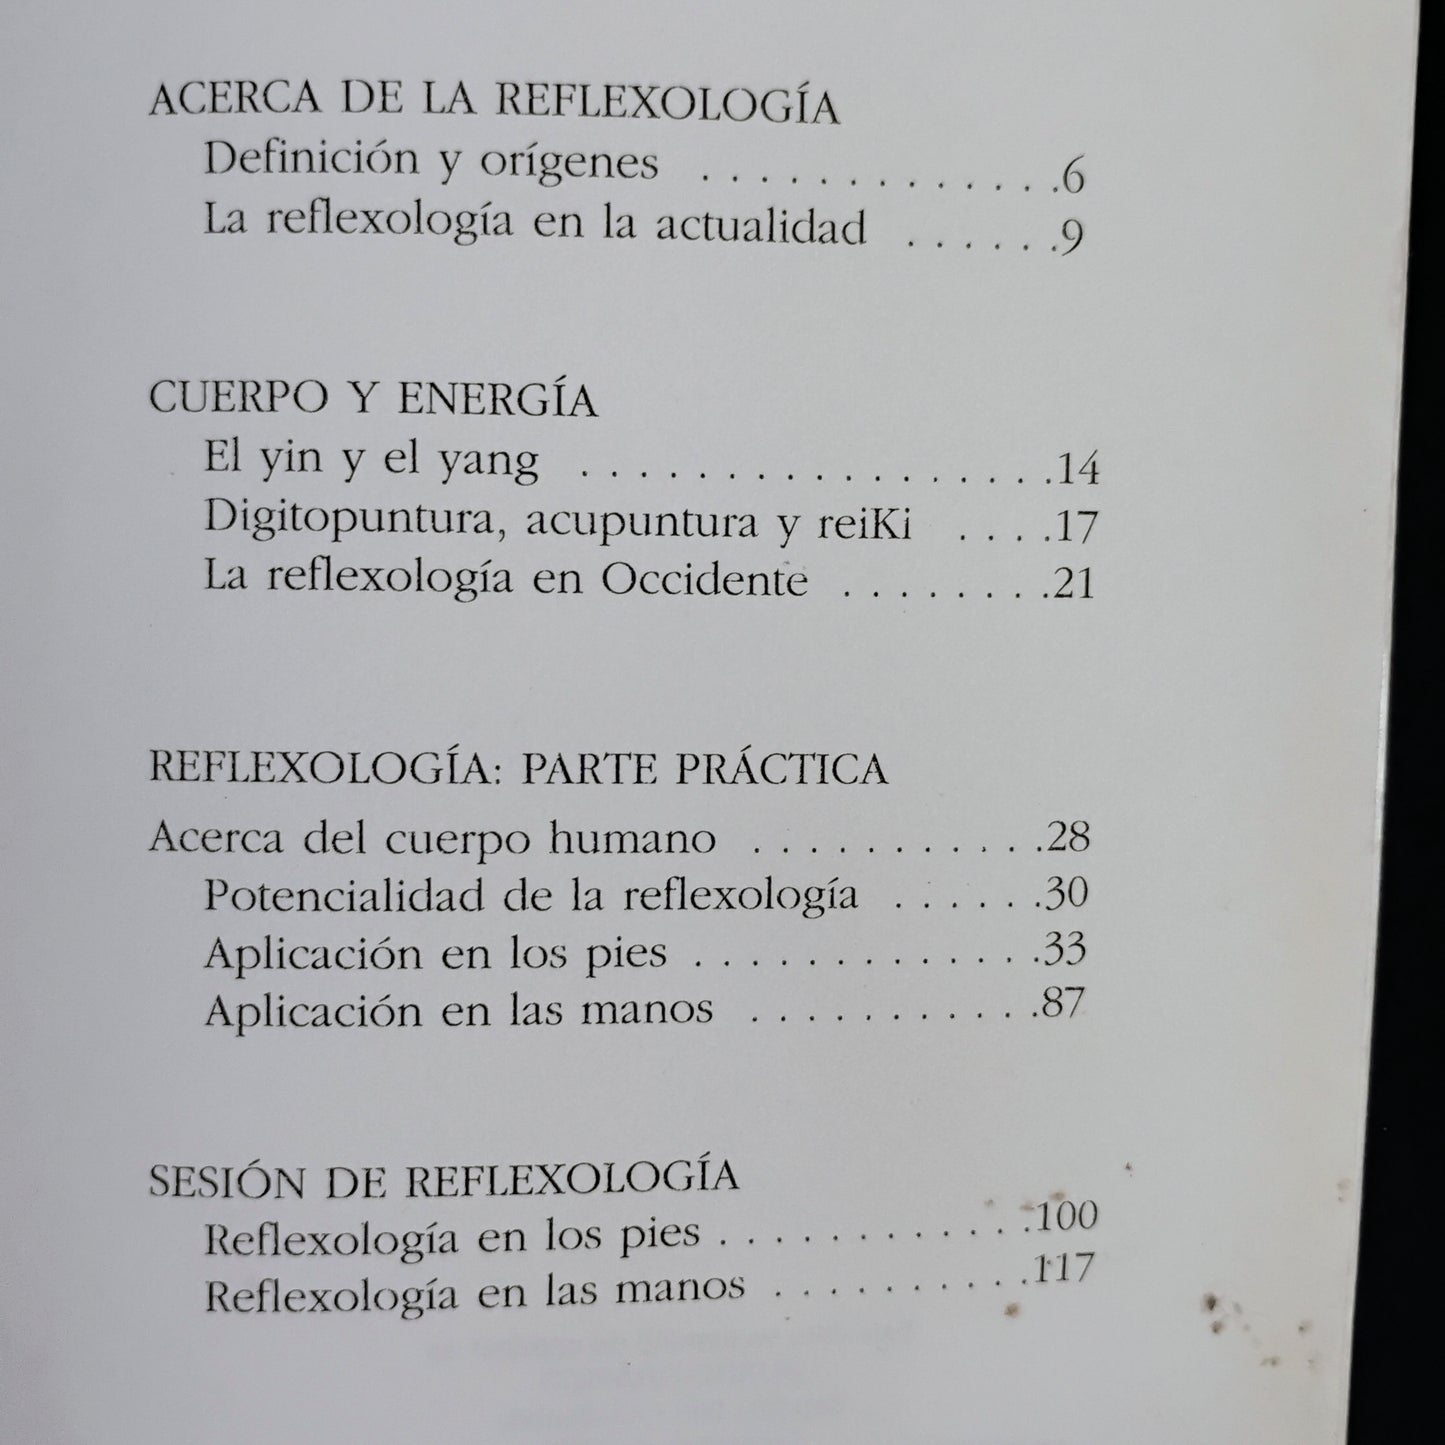 ACERCA DE LA REFLEXOLOGÍA
Definición y orígenes . . . . . . . . . . . . .6
La reflexología en la actualidad . . . . . .9
CUERPO Y ENERGÍA
El yin y el yang . . . . . . . . . . . . . . . . .14
Digitopuntura, acupuntura y reiKi . . . .17
La reflexología en Occidente . . . . . . . .21
REFLEXOLOGÍA: PARTE PRÁCTICA
Acerca del cuerpo humano . . . . . . . . . . .28
Potencialidad de la reflexología . . . . . .30
Aplicación en los pies . . . . . . . . . . . . .33
Aplicación en las manos . . . . . . . . . . .87
SESIÓN DE REFLEXOLOGÍA
Reflexología en los pies . . . . . . . . . . . .100
Reflexología en las manos . . . . . . . . . .117